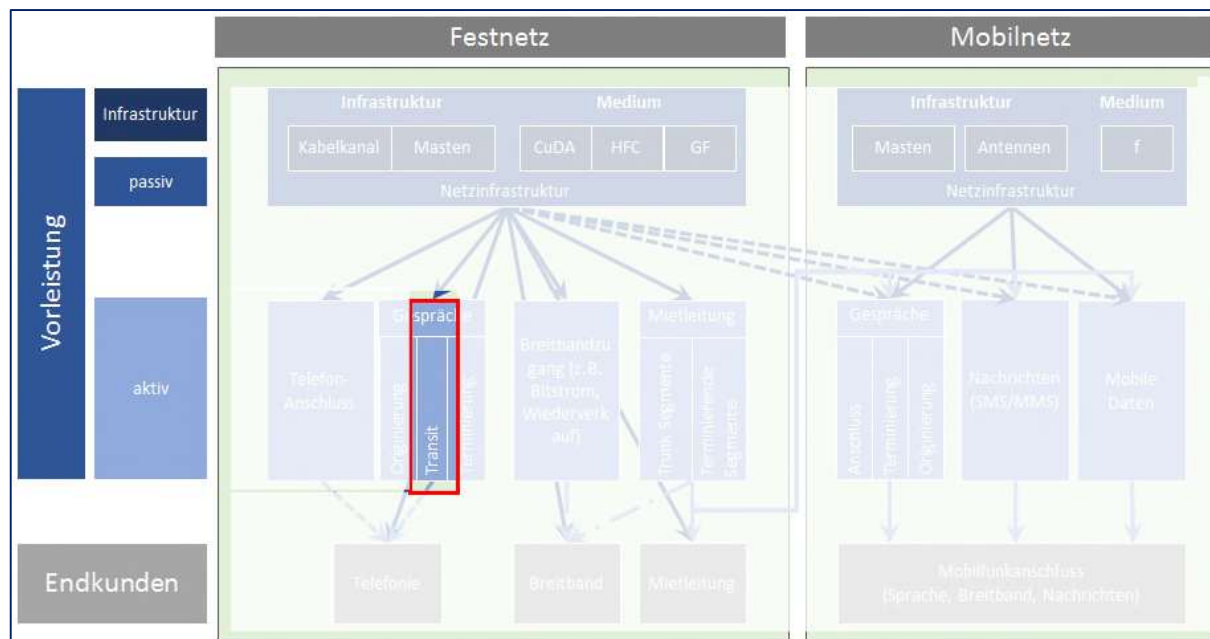 Festnetz
Mobilnetz
Vorleistung
Infrastruktur
passiv
aktiv
Endkunden
Infrastruktur
Medium
Kabelkanal
Masten
CuDA
HFC
GF
Netzinfrastruktur
Infrastruktur
Medium
Masten
Antennen
f
Netzinfrastruktur
Telefon-
Anschluss
Gespräche
Originierung
Transit
Terminierung
Breitbandzu
gang (z.B.
Bitstrom,
Wiederverk
auf)
Mietleitung
Trunk Segmente
Terminierende
Segmente
Gespräche
Anschluss
Terminierung
Originierung
Nachrichten
(SMS/MMS)
Mobile
Daten
Telefonie
Breitband
Mietleitung
Mobilfunkanschluss
(Sprache, Breitband, Nachrichten)